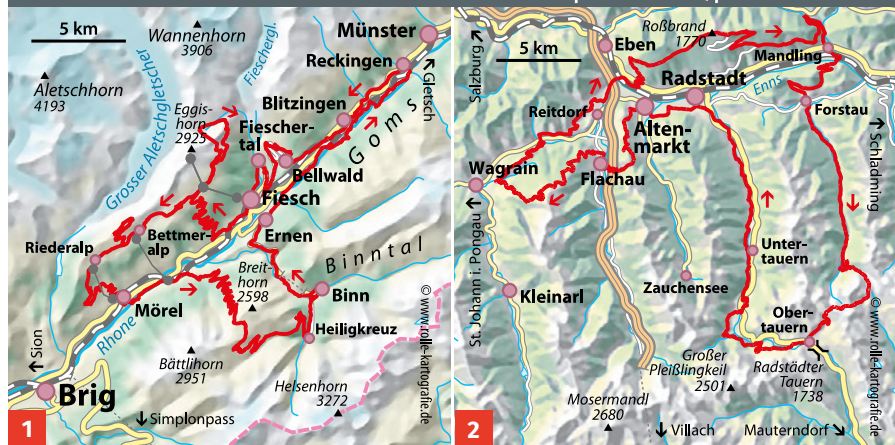 5 km
Wannenhorn
3906
Aletschhorn
4193
Grosser Aletschgletscher
Fieschergl.
Münster
Reckingen
Gletsch
Blitzingen
Goms
Eggis-
horn
2925
Fiescher-
tal
Bellwald
Fiesch
Ernen
Riederalp
Bettmer-
alp
Breit-
horn
2598
Binntal
Binn
Mörel
Heiligkreuz
Rhone
Sion
Bättlihorn
2951
Helsenhorn
3272
Brig
Simplonpass
© www.rolle-kartografie.de
1
Salzburg
5 km
Eben
Roßbrand
1770
Mandling
Radstadt
Enns
Forstau
Reitdorf
Alten-
markt
Schladming
Wagrain
Flachau
St. Johann i. Pongau
Unter-
tauern
Zauchensee
Kleinarl
Ober-
tauern
Großer
Pleißlingkeil
2501
Radstädter
Tauern
1738
Mosermandl
2680
Villach
Mauterndorf
© www.rolle-kartografie.de
2